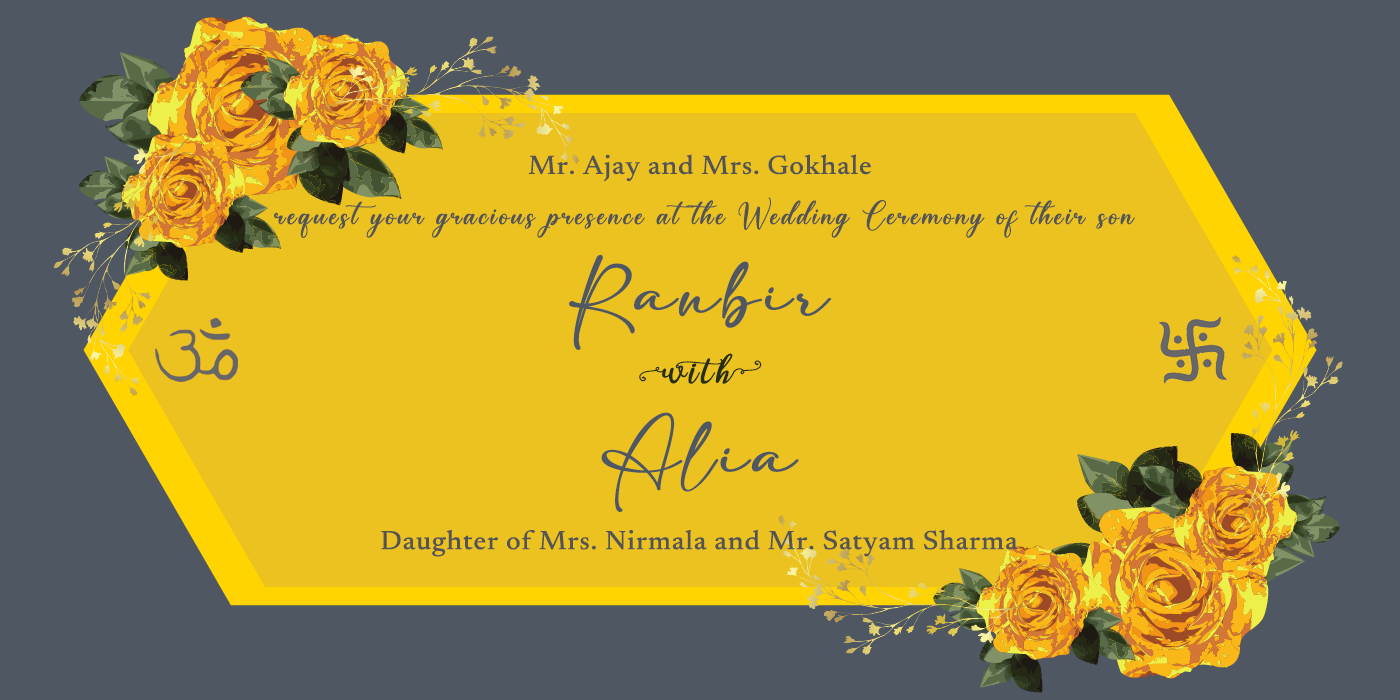 Mr. Ajay and Mrs. Gokhale
request your gracious presence at the Wedding Ceremony of their son
Ranbir
with
ॐ
Alia
Daughter of Mrs. Nirmala and Mr. Satyam Sharma